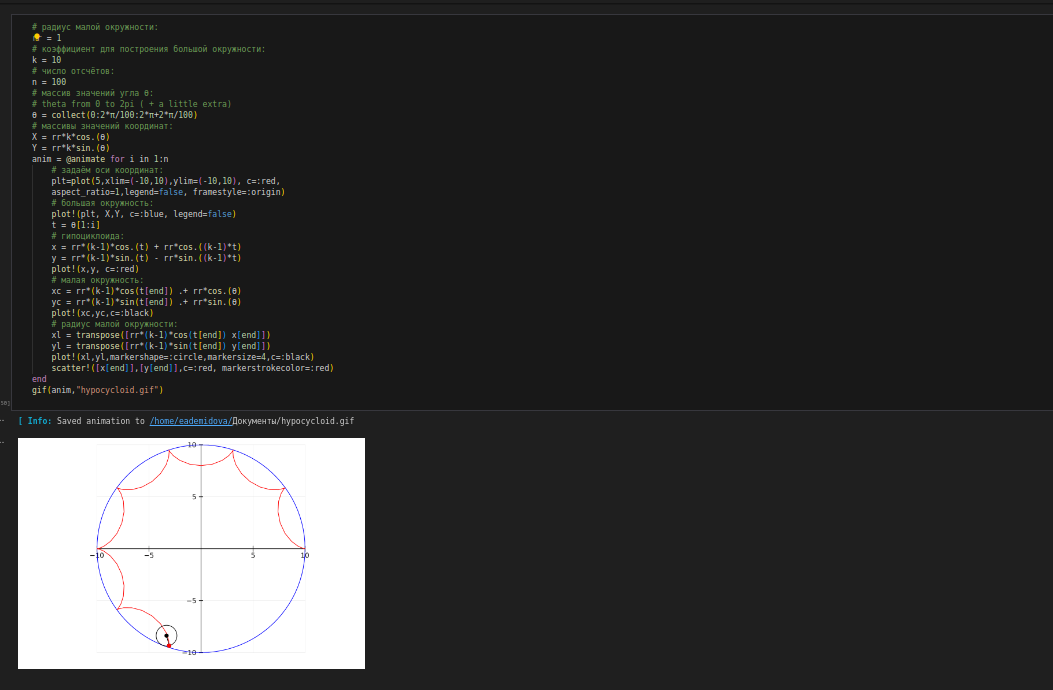 # радиус малой окружности:
= 1
# коэффициент для построения большой окружности:
k = 10
# число отсчётов:
n = 100
# массив значений угла θ:
# theta from 0 to 2pi ( + a little extra)
θ = collect(0:2*π/100:2*π+2*π/100)
# массивы значений координат:
X = rr*k*cos.(θ)
Y = rr*k*sin.(θ)
anim = @animate for i in 1:n
# задаём оси координат:
plt=plot(5,xlim=(-10,10),ylim=(-10,10), c=:red,
aspect_ratio=1,legend=false, framestyle=:origin)
# большая окружность:
plot!(plt, X,Y, c=:blue, legend=false)
t = θ[1:i]
# гипоциклоида:
x = rr*(k-1)*cos.(t) + rr*cos.((k-1)*t)
y = rr*(k-1)*sin.(t) - rr*sin.((k-1)*t)
plot!(x,y, c=:red)
# малая окружность:
xc = rr*(k-1)*cos(t[end]) .+ rr*cos.(θ)
yc = rr*(k-1)*sin(t[end]) .+ rr*sin.(θ)
plot!(xc,yc,c=:black)
# радиус малой окружности:
xl = transpose([rr*(k-1)*cos(t[end]) x[end]])
yl = transpose([rr*(k-1)*sin(t[end]) y[end]])
plot!(xl,yl,markershape=:circle,markersize=4,c=:black)
scatter!([x[end]],[y[end]],c=:red, markerstrokecolor=:red)
end
gif(anim,"hypocycloid.gif")
[ Info: Saved animation to /home/eademidova/Документы/hypocycloid.gif
10
5
−10 −5 5 10
−5
−10